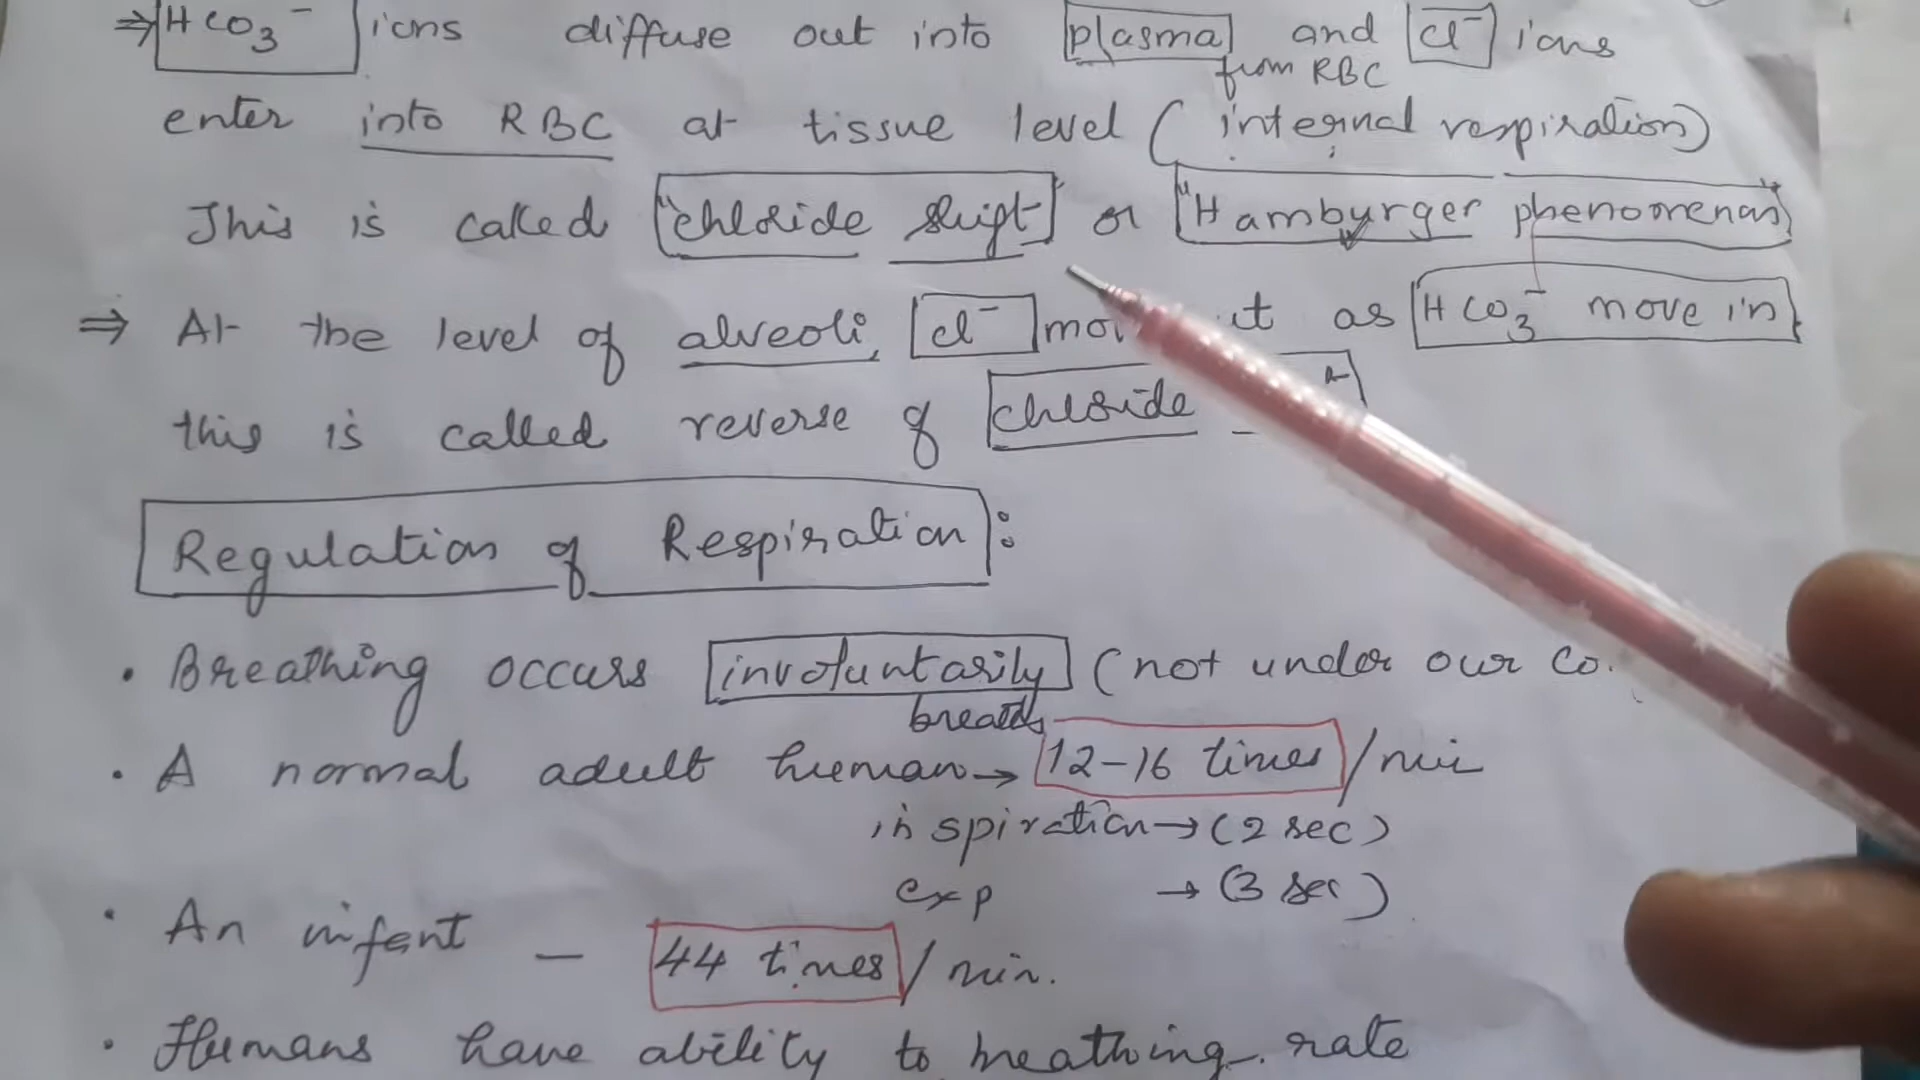 ⇒ HCO₃⁻ ions diffuse out into plasma and Cl⁻ ions
from RBC
enter into RBC at tissue level (internal respiration)
This is called "chloride shift" or "Hamburger phenomenon"
⇒ At the level of alveoli, Cl⁻ as HCO₃⁻ move in
this is called reverse of chloride
Regulation of Respiration:
• Breathing occurs involuntarily (not under our
breaths
• A normal adult human → 12-16 times/min
inspiration → (2 sec)
exp → (3 sec)
• An infant — 44 times/min.
• Humans have ability to breathing rate